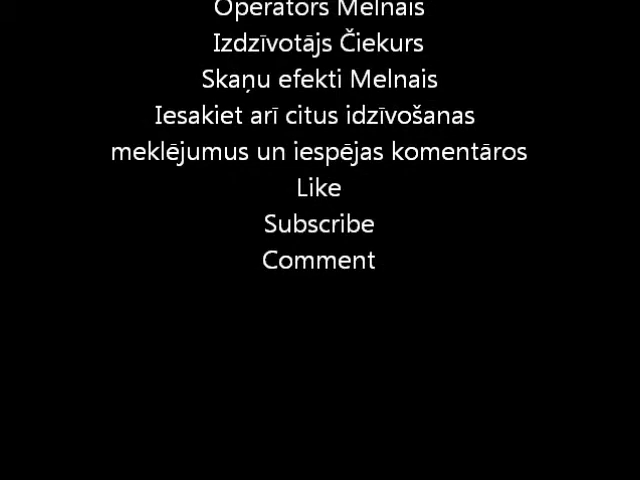 Operators Melnais
Izdzīvotājs Čiekurs
Skaņu efekti Melnais
Iesakiet arī citus idzīvošanas
meklējumus un iespējas komentāros
Like
Subscribe
Comment